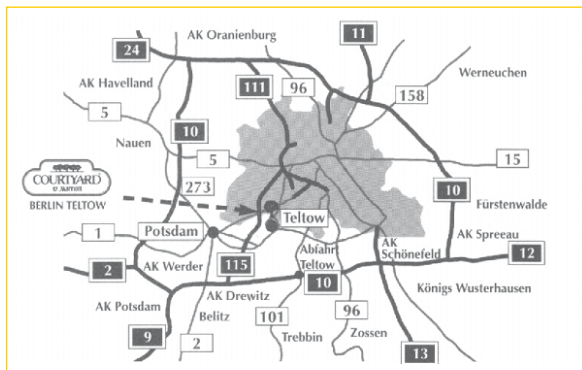 AK Oranienburg
11
24
Werneuchen
AK Havelland
111
96
158
5
10
Nauen
5
15
COURTYARD
273
10
BERLIN TELTOW
Fürstenwalde
Teltow
1
Potsdam
AK Spreeau
Abfahrt
Teltow
AK
Schönefeld
12
2
AK Werder
115
10
AK Drewitz
Königs Wusterhausen
AK Potsdam
Belitz
101
96
9
2
Trebbin
Zossen
13